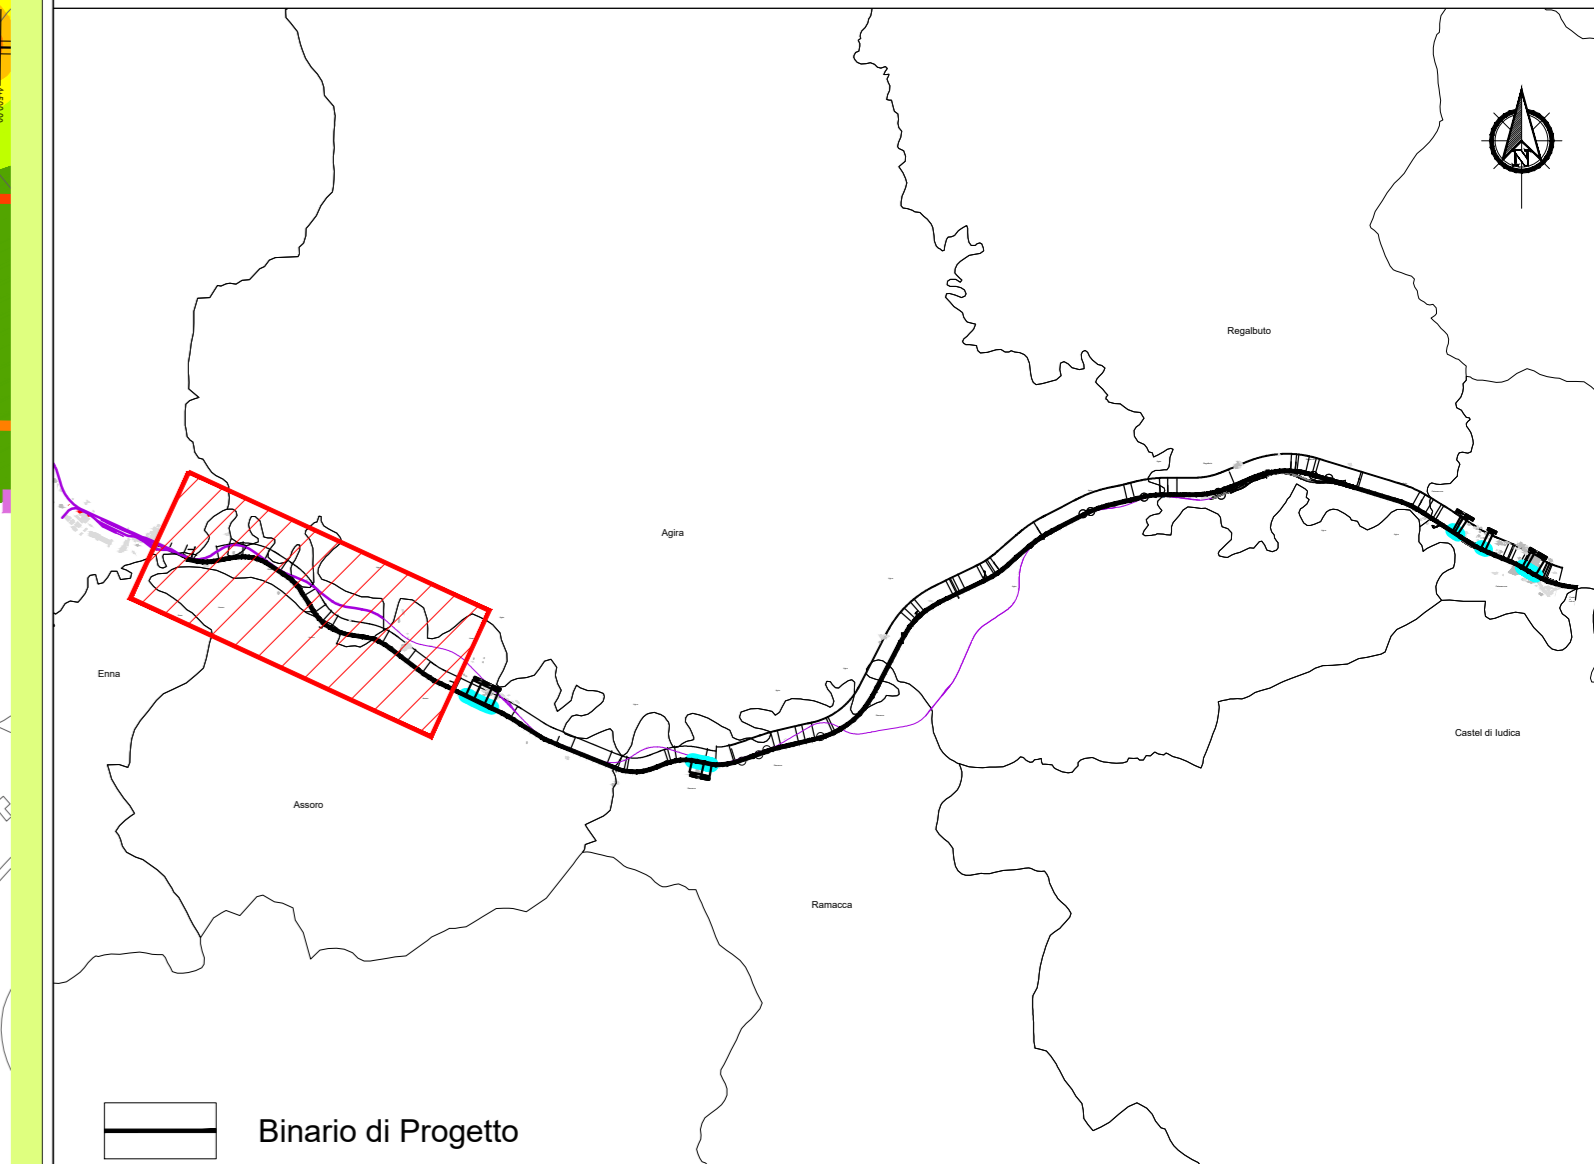 N
Regalbuto
Agira
Enna
Castel di Iudica
Assoro
Ramacca
Binario di Progetto